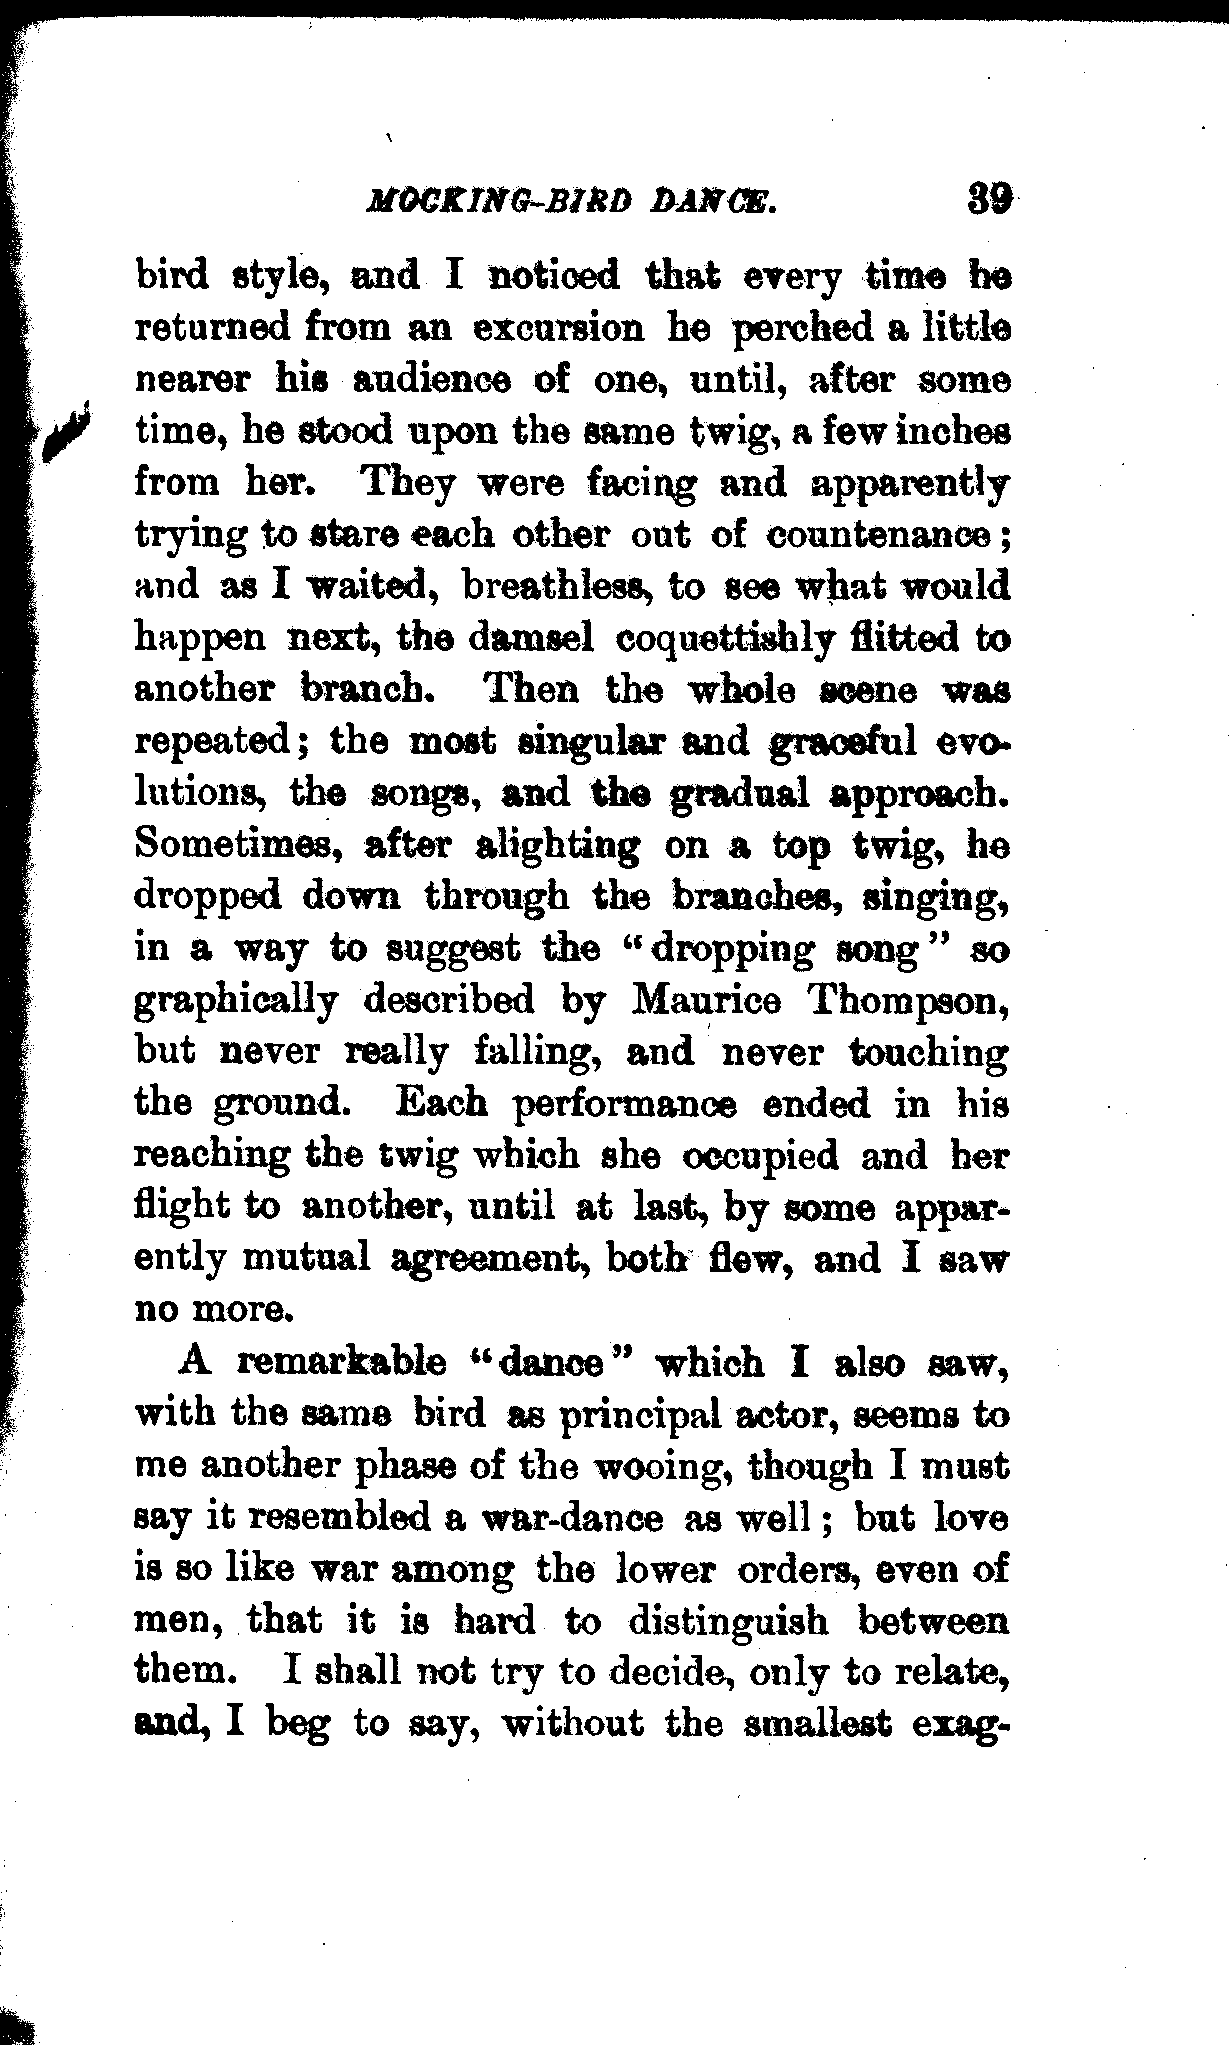 MOCKING-BIRD DANCE. 39
bird style, and I noticed that every time he
returned from an excursion he perched a little
nearer his audience of one, until, after some
time, he stood upon the same twig, a few inches
from her. They were facing and apparently
trying to stare each other out of countenance;
and as I waited, breathless, to see what would
happen next, the damsel coquettishly flitted to
another branch. Then the whole scene was
repeated; the most singular and graceful evo-
lutions, the songs, and the gradual approach.
Sometimes, after alighting on a top twig, he
dropped down through the branches, singing,
in a way to suggest the "dropping song" so
graphically described by Maurice Thompson,
but never really falling, and never touching
the ground. Each performance ended in his
reaching the twig which she occupied and her
flight to another, until at last, by some appar-
ently mutual agreement, both flew, and I saw
no more.
A remarkable "dance" which I also saw,
with the same bird as principal actor, seems to
me another phase of the wooing, though I must
say it resembled a war-dance as well; but love
is so like war among the lower orders, even of
men, that it is hard to distinguish between
them. I shall not try to decide, only to relate,
and, I beg to say, without the smallest exag-